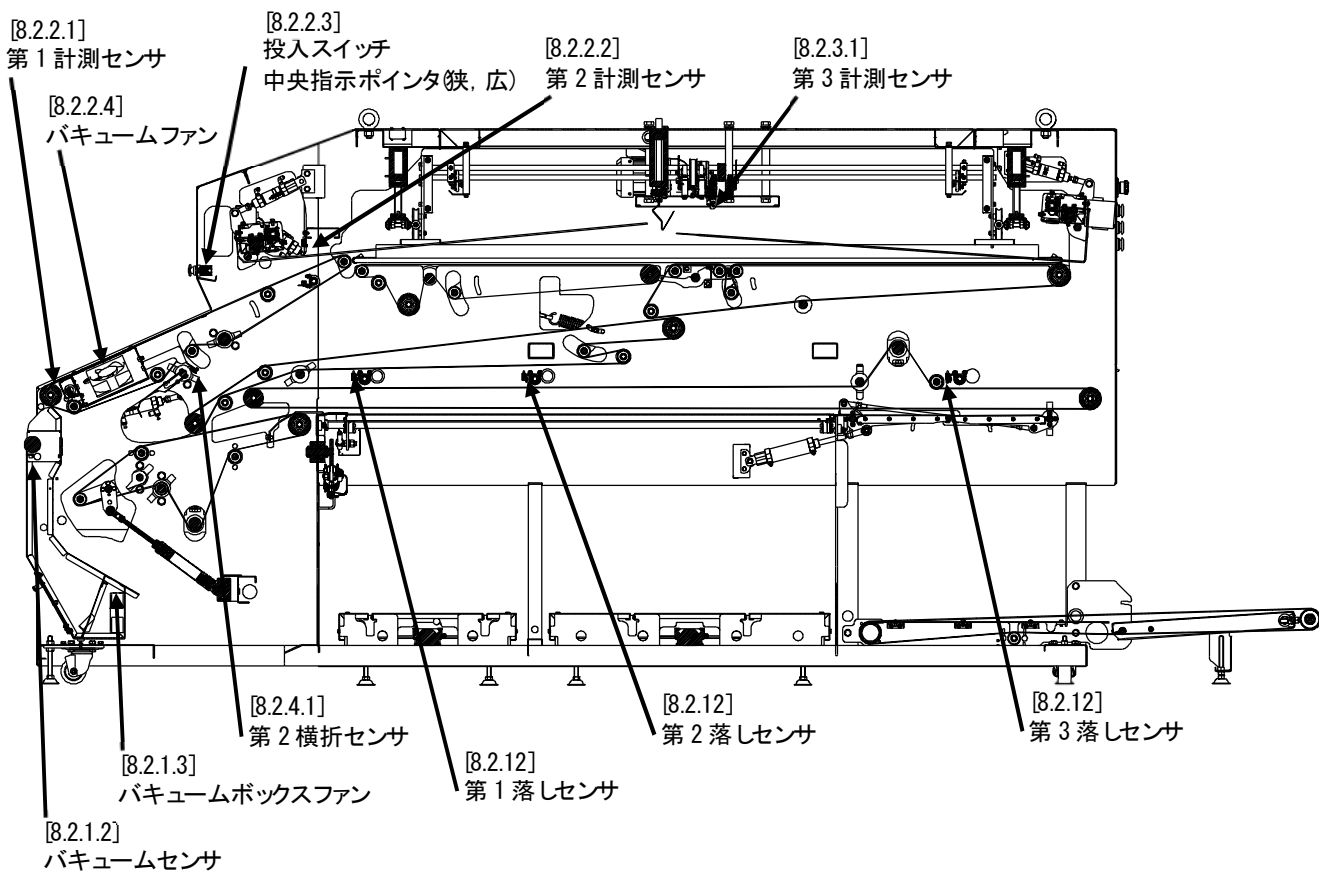 [8.2.2.1]
第1計測センサ
[8.2.2.4]
バキュームファン
[8.2.2.3]
投入スイッチ
中央指示ポインタ(狭, 広)
[8.2.2.2]
第2計測センサ
[8.2.3.1]
第3計測センサ
[8.2.4.1]
第2横折センサ
[8.2.12]
第2落しセンサ
[8.2.12]
第3落しセンサ
[8.2.1.3]
バキュームボックスファン
[8.2.12]
第1落しセンサ
[8.2.1.2]
バキュームセンサ